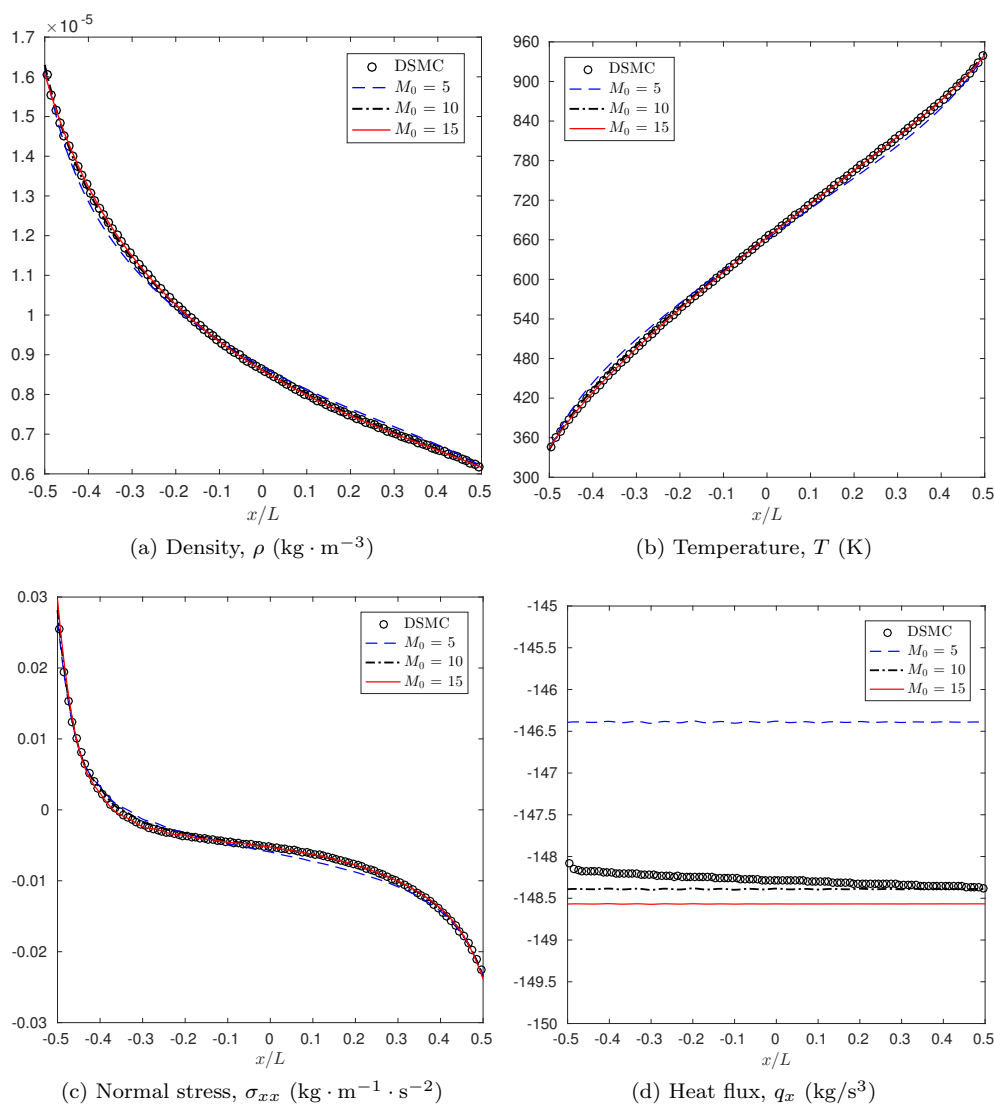 ×10⁻⁵
1.7
1.6
1.5
1.4
1.3
1.2
1.1
1
0.9
0.8
0.7
0.6
-0.5 -0.4 -0.3 -0.2 -0.1 0 0.1 0.2 0.3 0.4 0.5
x/L
DSMC
M₀ = 5
M₀ = 10
M₀ = 15
(a) Density, ρ (kg · m⁻³)
960
900
840
780
720
660
600
540
480
420
360
300
-0.5 -0.4 -0.3 -0.2 -0.1 0 0.1 0.2 0.3 0.4 0.5
x/L
DSMC
M₀ = 5
M₀ = 10
M₀ = 15
(b) Temperature, T (K)
0.03
0.02
0.01
0
-0.01
-0.02
-0.03
-0.5 -0.4 -0.3 -0.2 -0.1 0 0.1 0.2 0.3 0.4 0.5
x/L
DSMC
M₀ = 5
M₀ = 10
M₀ = 15
(c) Normal stress, σₓₓ (kg · m⁻¹ · s⁻²)
-145
-145.5
-146
-146.5
-147
-147.5
-148
-148.5
-149
-149.5
-150
-0.5 -0.4 -0.3 -0.2 -0.1 0 0.1 0.2 0.3 0.4 0.5
x/L
DSMC
M₀ = 5
M₀ = 10
M₀ = 15
(d) Heat flux, qₓ (kg/s³)